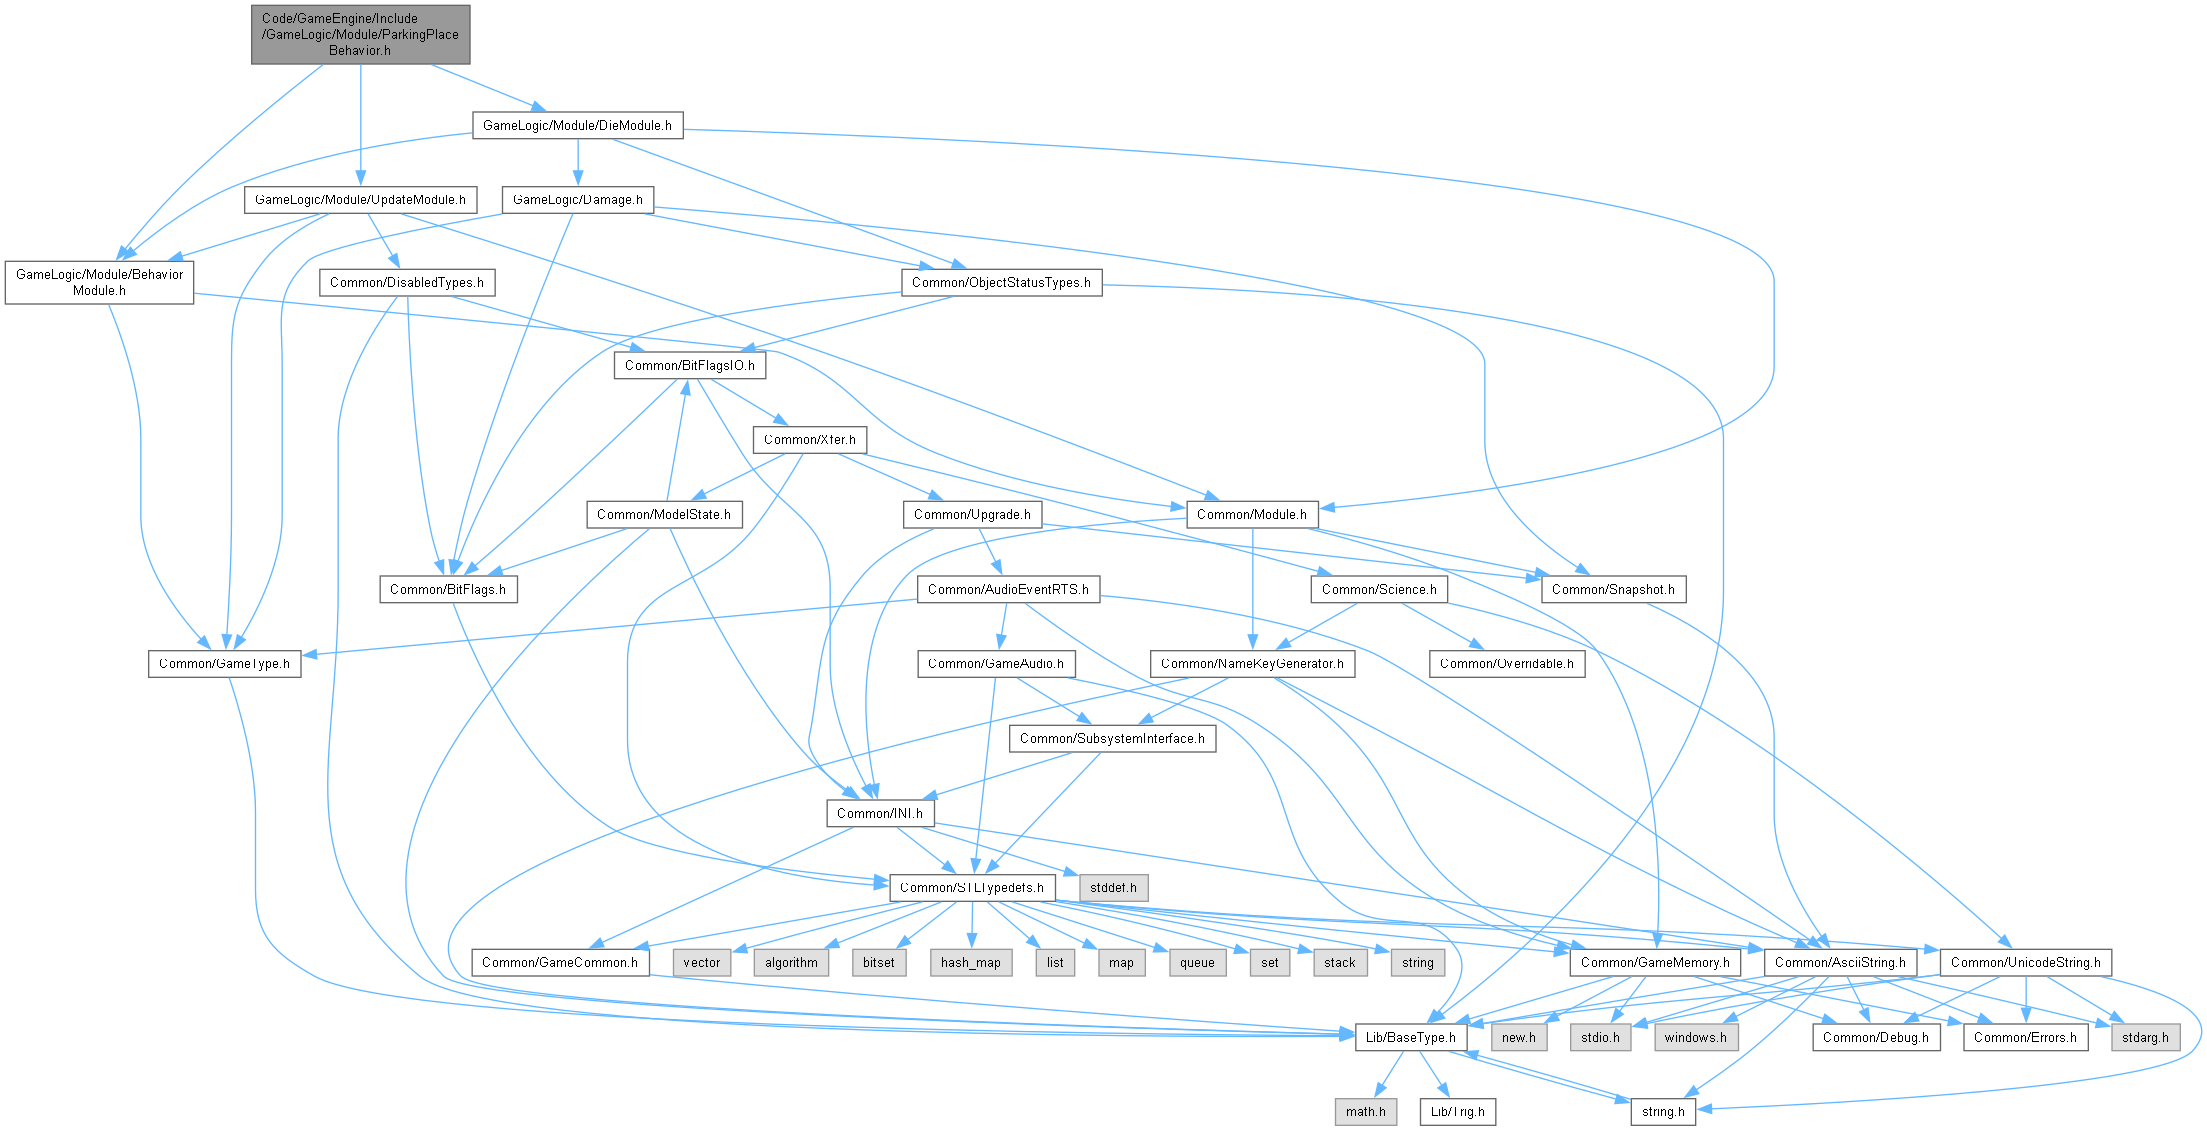 Code/GameEngine/Include
/GameLogic/Module/ParkingPlace
Behavior.h
GameLogic/Module/DieModule.h
GameLogic/Module/UpdateModule.h
GameLogic/Damage.h
GameLogic/Module/Behavior
Module.h
Common/DisabledTypes.h
Common/ObjectStatusTypes.h
Common/BitFlagsIO.h
Common/Xfer.h
Common/ModelState.h
Common/Upgrade.h
Common/Module.h
Common/BitFlags.h
Common/AudioEventRTS.h
Common/Science.h
Common/Snapshot.h
Common/GameType.h
Common/GameAudio.h
Common/NameKeyGenerator.h
Common/Overridable.h
Common/SubsystemInterface.h
Common/INI.h
Common/STLTypedefs.h
stddef.h
Common/GameCommon.h
vector
algorithm
bitset
hash_map
list
map
queue
set
stack
string
Common/GameMemory.h
Common/AsciiString.h
Common/UnicodeString.h
Lib/BaseType.h
new.h
stdio.h
windows.h
Common/Debug.h
Common/Errors.h
stdarg.h
math.h
Lib/Trig.h
string.h